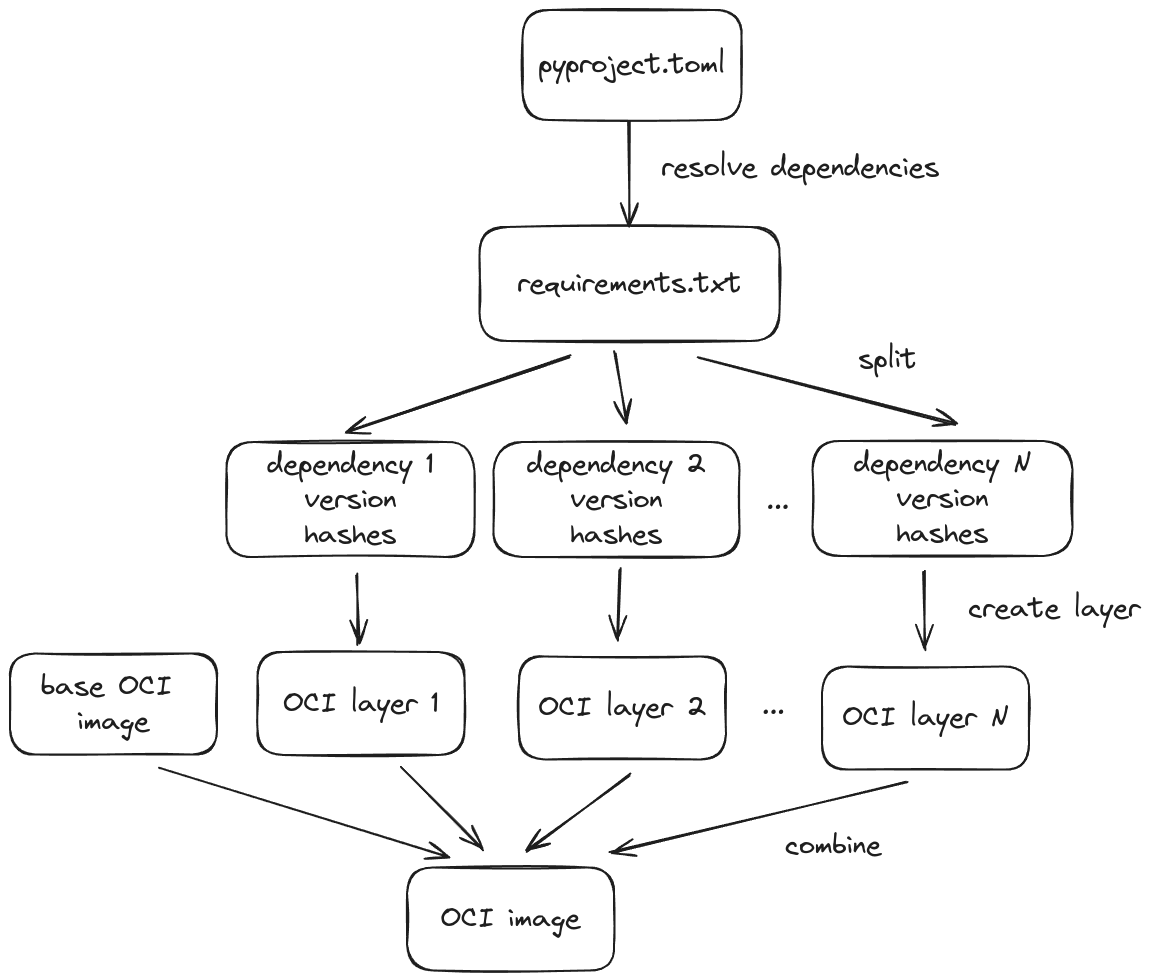 pyproject.toml
resolve dependencies
requirements.txt
split
dependency 1
version
hashes
dependency 2
version
hashes
...
dependency N
version
hashes
create layer
base OCI
image
OCI layer 1
OCI layer 2
...
OCI layer N
combine
OCI image